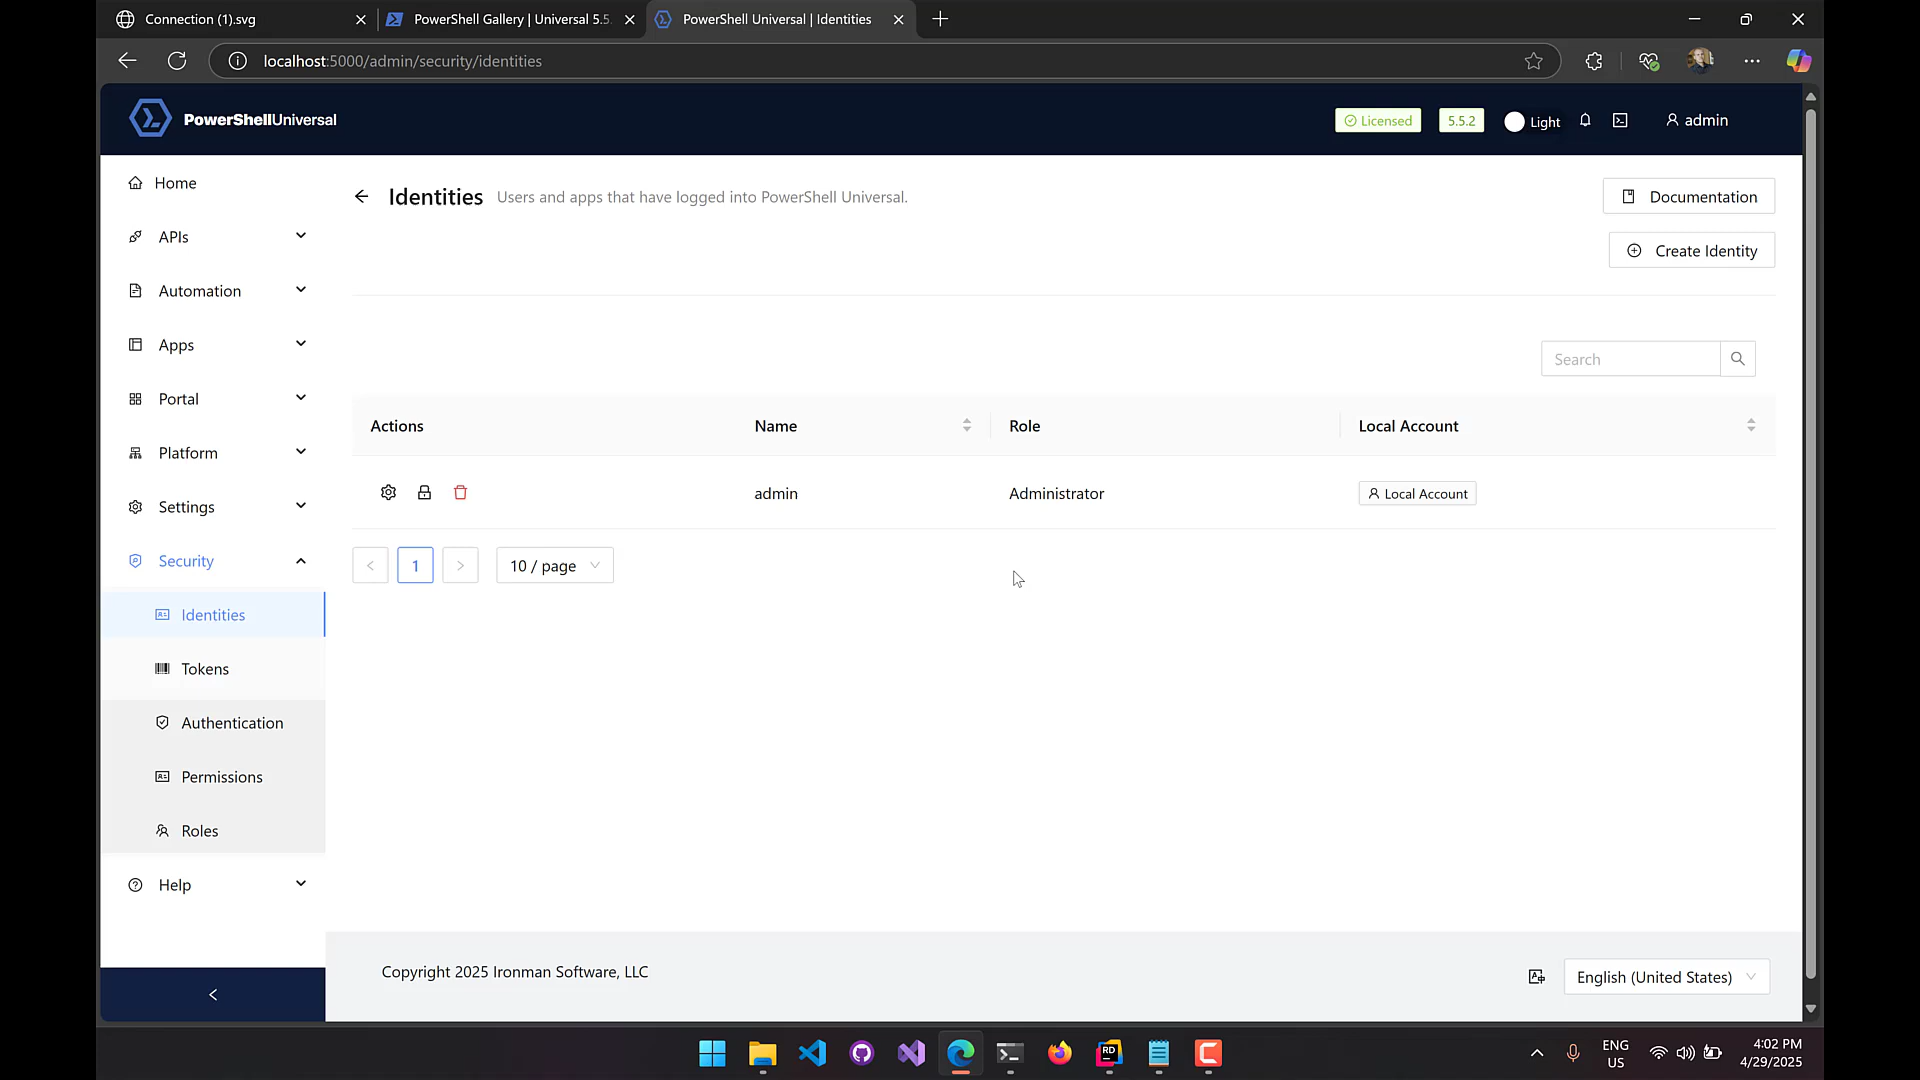 Connection (1).svg
PowerShell Gallery | Universal 5.5.
PowerShell Universal | Identities
localhost:5000/admin/security/identities
PowerShellUniversal
Licensed
5.5.2
Light
admin
Home
APIs
Automation
Apps
Portal
Platform
Settings
Security
Identities
Tokens
Authentication
Permissions
Roles
Help
Identities
Users and apps that have logged into PowerShell Universal.
Documentation
Create Identity
Search
Actions
Name
Role
Local Account
admin
Administrator
Local Account
1
10 / page
Copyright 2025 Ironman Software, LLC
English (United States)
RD
ENG
US
4:02 PM
4/29/2025